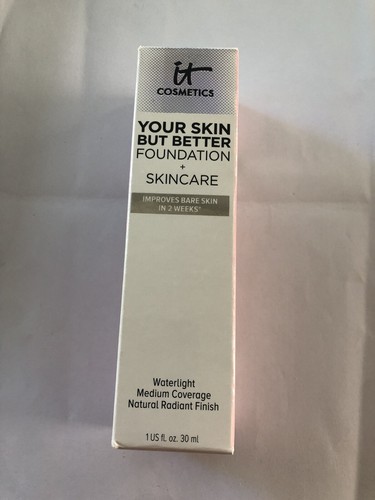 it
COSMETICS
YOUR SKIN
BUT BETTER
FOUNDATION
+
SKINCARE
IMPROVES BARE SKIN
IN 2 WEEKS*
Waterlight
Medium Coverage
Natural Radiant Finish
1 US fl. oz. 30 ml